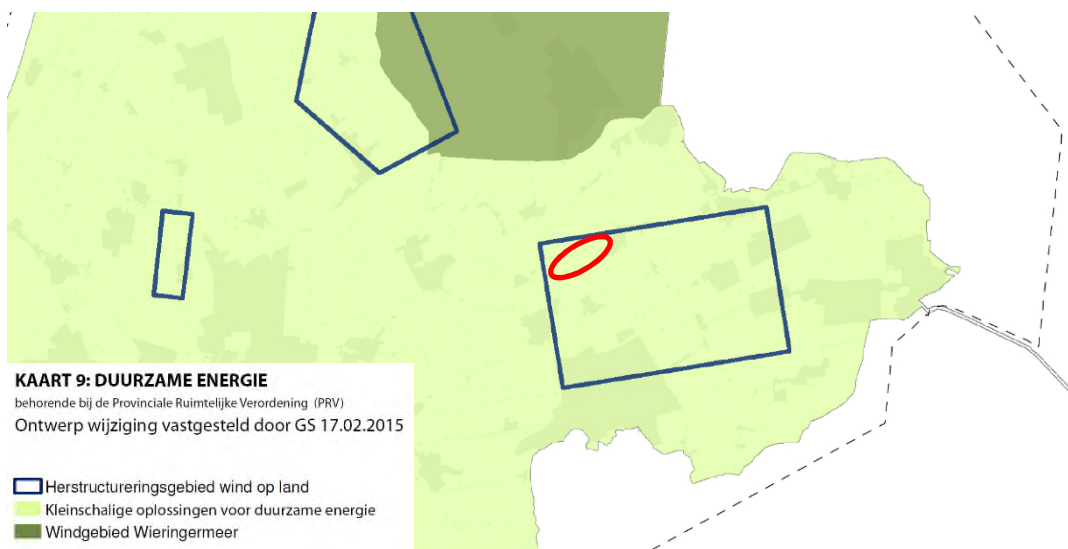 KAART 9: DUURZAME ENERGIE
behorende bij de Provinciale Ruimtelijke Verordening (PRV)
Ontwerp wijziging vastgesteld door GS 17.02.2015
Herstructureringsgebied wind op land
Kleinschalige oplossingen voor duurzame energie
Windgebied Wieringermeer